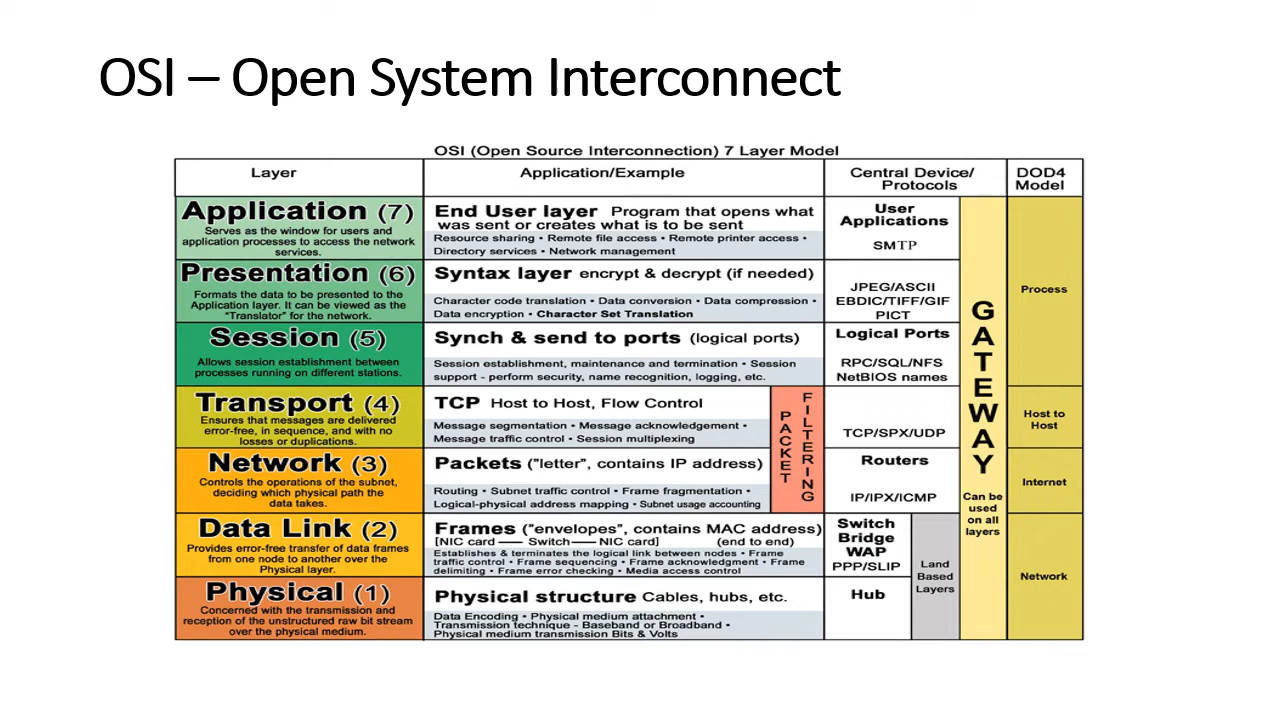 OSI – Open System Interconnect
OSI (Open Source Interconnection) 7 Layer Model
Layer
Application/Example
Central Device/
Protocols
DOD4
Model
Application (7)
Serves as the window for users and
application processes to access the network
services.
End User layer Program that opens what
was sent or creates what is to be sent
Resource sharing • Remote file access • Remote printer access •
Directory services • Network management
User
Applications
SMTP
Presentation (6)
Formats the data to be presented to the
Application layer. It can be viewed as the
“Translator” for the network.
Syntax layer encrypt & decrypt (if needed)
Character code translation • Data conversion • Data compression •
Data encryption • Character Set Translation
JPEG/ASCII
EBDIC/TIFF/GIF
PICT
Session (5)
Allows session establishment between
processes running on different stations.
Synch & send to ports (logical ports)
Session establishment, maintenance and termination • Session
support - perform security, name recognition, logging, etc.
Logical Ports
RPC/SQL/NFS
NetBIOS names
Process
Transport (4)
Ensures that messages are delivered
error-free, in sequence, and with no
losses or duplications.
TCP Host to Host, Flow Control
Message segmentation • Message acknowledgement •
Message traffic control • Session multiplexing
TCP/SPX/UDP
Host to
Host
PACKET
FILTERING
Network (3)
Controls the operations of the subnet,
deciding which physical path the
data takes.
Packets ("letter", contains IP address)
Routing • Subnet traffic control • Frame fragmentation •
Logical-physical address mapping • Subnet usage accounting
Routers
IP/IPX/ICMP
Internet
GATEWAY
Can be
used
on all
layers
Data Link (2)
Provides error-free transfer of data frames
from one node to another over the
Physical layer.
Frames ("envelopes", contains MAC address)
[NIC card —— Switch—— NIC card] (end to end)
Establishes & terminates the logical link between nodes • Frame
traffic control • Frame sequencing • Frame acknowledgment • Frame
delimiting • Frame error checking • Media access control
Switch
Bridge
WAP
PPP/SLIP
Land
Based
Layers
Network
Physical (1)
Concerned with the transmission and
reception of the unstructured raw bit stream
over the physical medium.
Physical structure Cables, hubs, etc.
Data Encoding • Physical medium attachment •
Transmission technique - Baseband or Broadband •
Physical medium transmission Bits & Volts
Hub